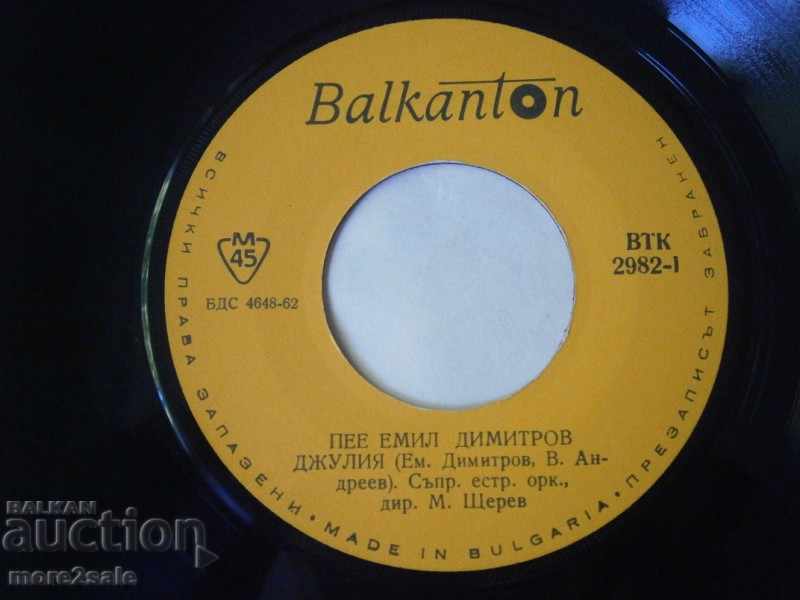 Balkanton
М
45
БДС 4648-62
ВТК
2982-1
ПЕЕ ЕМИЛ ДИМИТРОВ
ДЖУЛИЯ (Ем. Димитров, В. Ан-
дреев). Съпр. естр. орк.,
дир. М. Щерев
ВСИЧКИ ПРАВА ЗАПАЗЕНИ • MADE IN BULGARIA • ПРЕЗАПИСЪТ ЗАБРАНЕН
BALKAN
auction
more2sale